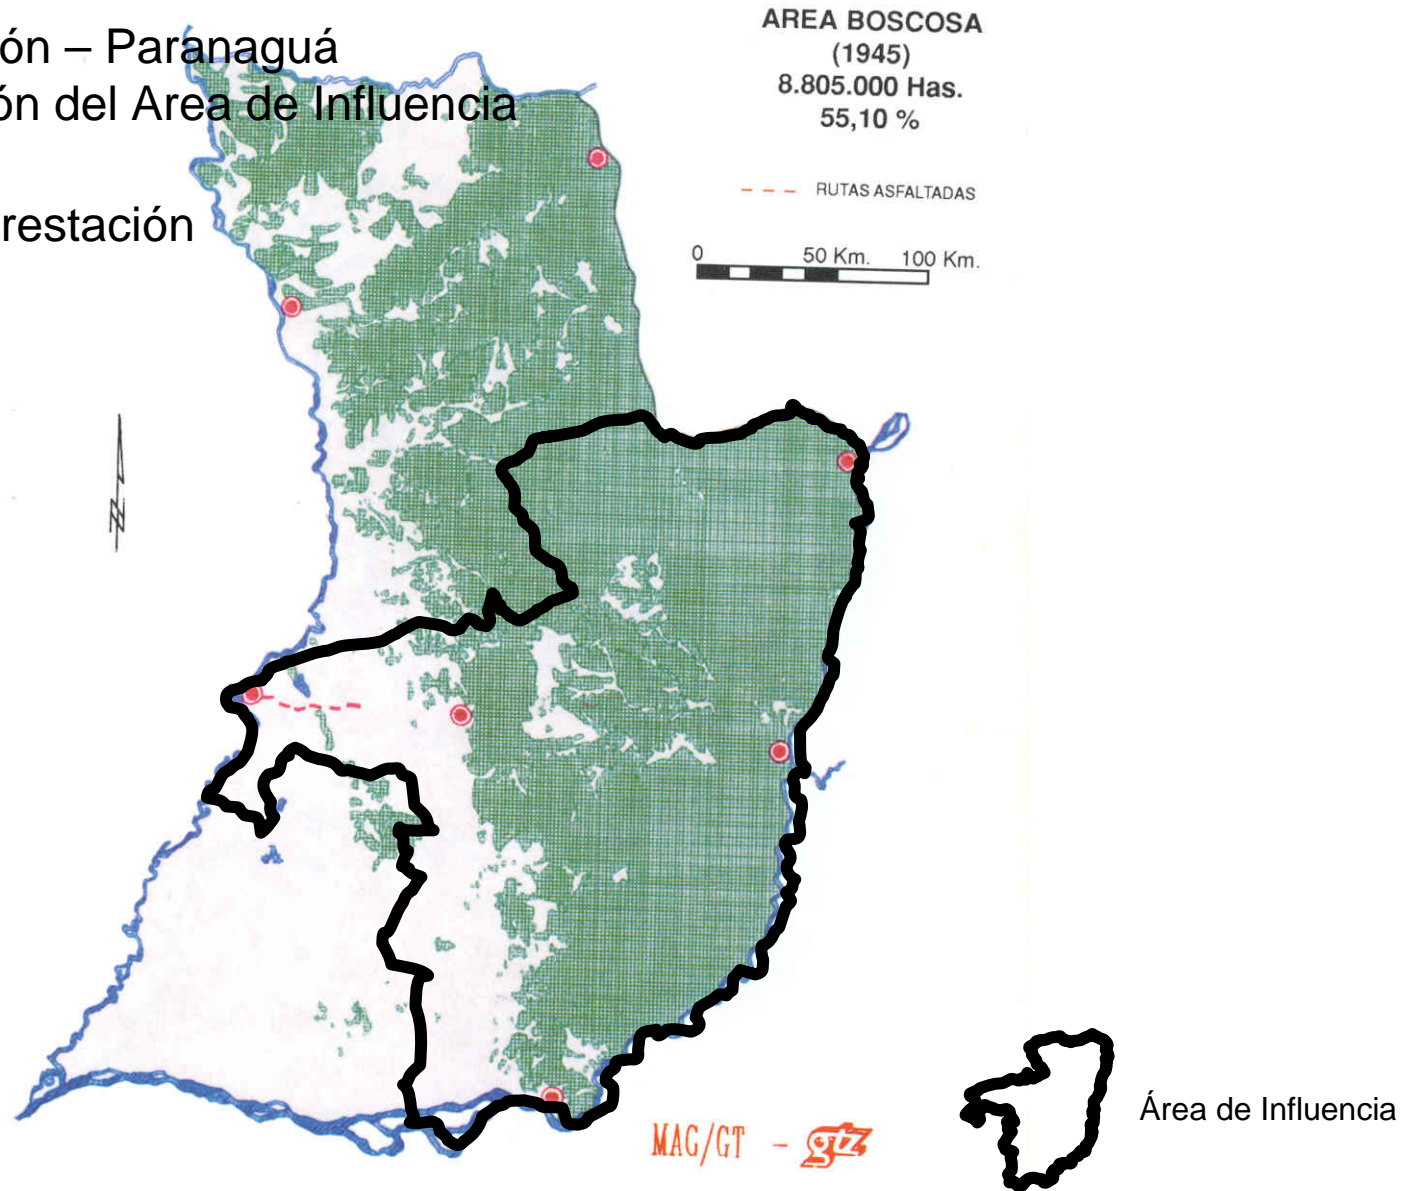 ón – Paranaguá
ón del Area de Influencia
restación
AREA BOSCOSA
(1945)
8.805.000 Has.
55,10 %
RUTAS ASFALTADAS
0 50 Km. 100 Km.
MAG/GT - gtz
Área de Influencia